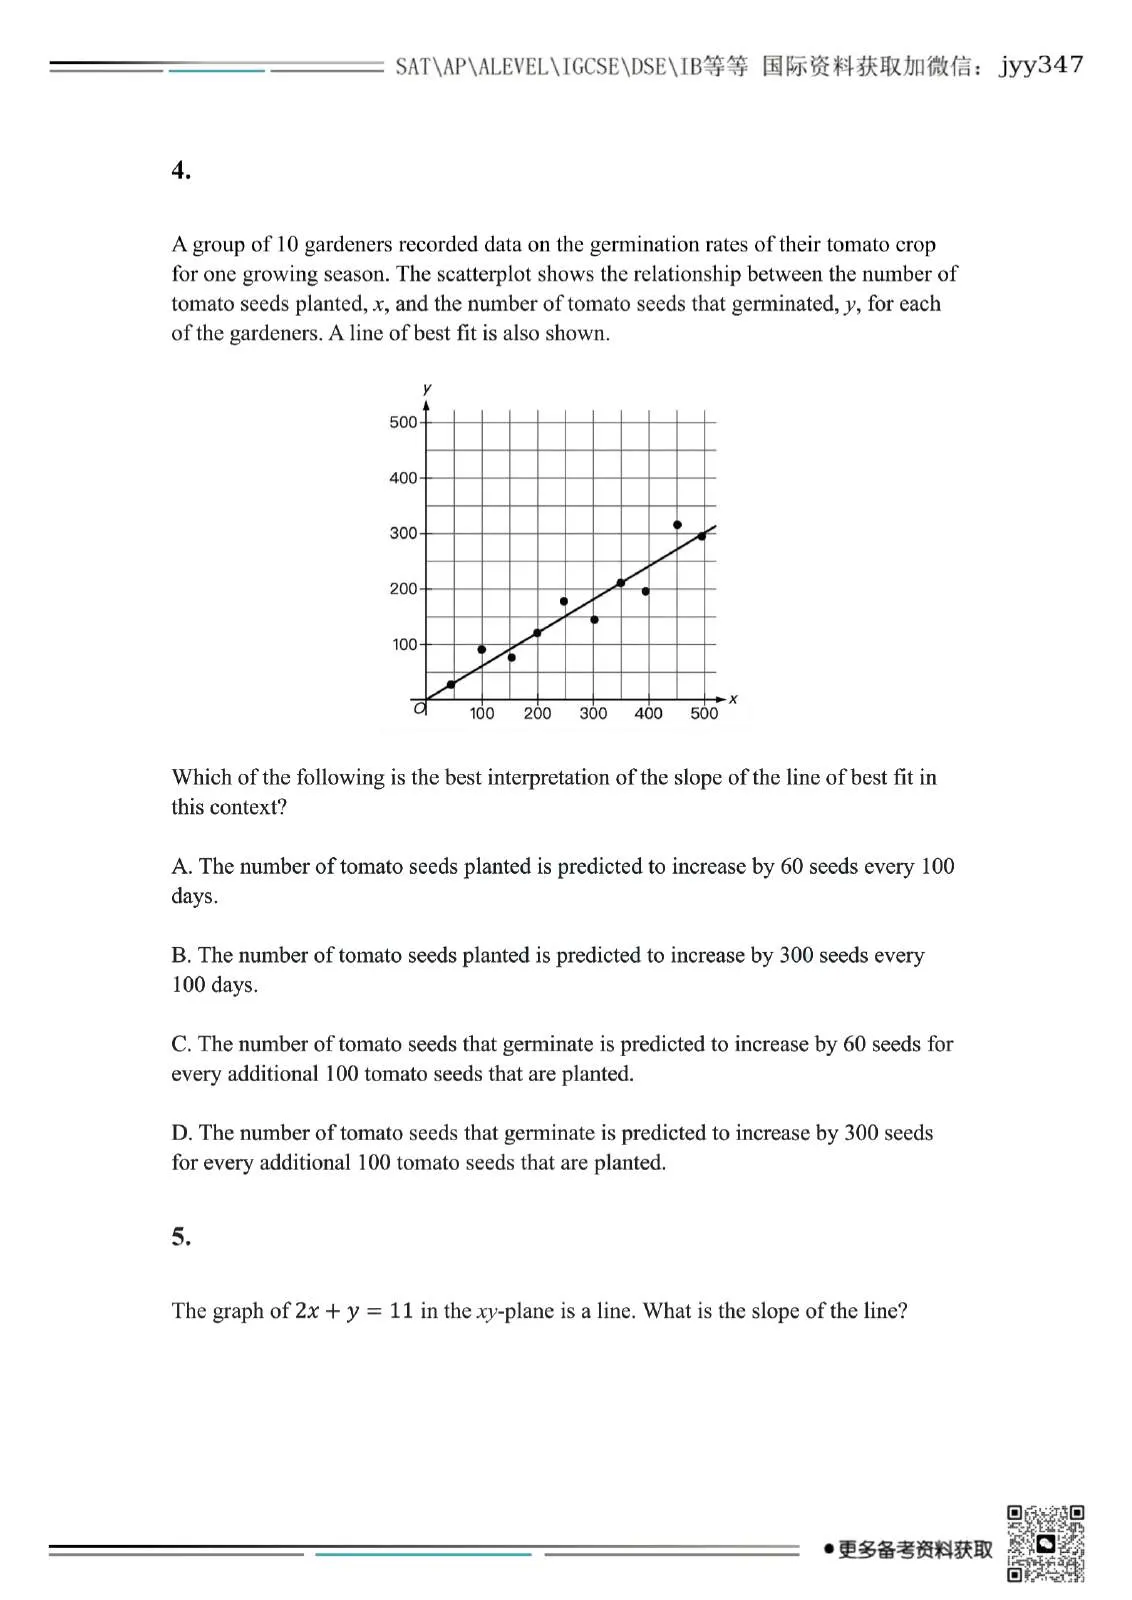 SAT\AP\ALEVEL\IGCSE\DSE\IB等等 国际资料获取加微信: jyy347
4.
A group of 10 gardeners recorded data on the germination rates of their tomato crop
for one growing season. The scatterplot shows the relationship between the number of
tomato seeds planted, x, and the number of tomato seeds that germinated, y, for each
of the gardeners. A line of best fit is also shown.
y
500
400
300
200
100
O
100 200 300 400 500
x
Which of the following is the best interpretation of the slope of the line of best fit in
this context?
A. The number of tomato seeds planted is predicted to increase by 60 seeds every 100
days.
B. The number of tomato seeds planted is predicted to increase by 300 seeds every
100 days.
C. The number of tomato seeds that germinate is predicted to increase by 60 seeds for
every additional 100 tomato seeds that are planted.
D. The number of tomato seeds that germinate is predicted to increase by 300 seeds
for every additional 100 tomato seeds that are planted.
5.
The graph of 2x + y = 11 in the xy-plane is a line. What is the slope of the line?
●更多备考资料获取